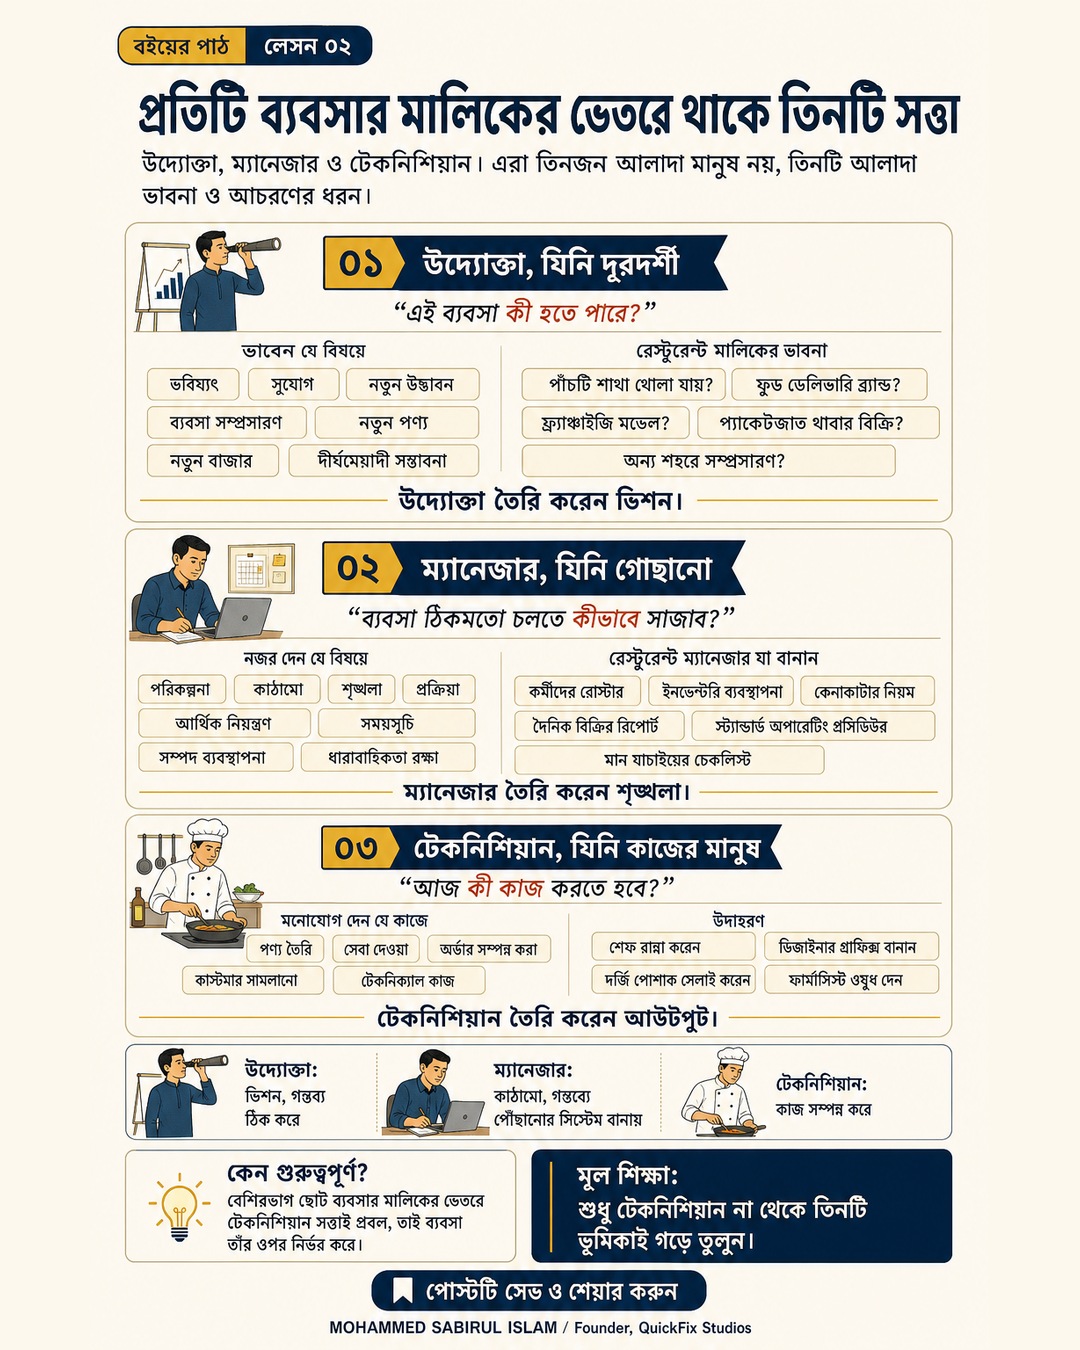 বইয়ের পাঠ লেসন ০২
প্রতিটি ব্যবসার মালিকের ভেতরে থাকে তিনটি সত্তা
উদ্যোক্তা, ম্যানেজার ও টেকনিশিয়ান। এরা তিনজন আলাদা মানুষ নয়, তিনটি আলাদা
ভাবনা ও আচরণের ধরন।
০১ উদ্যোক্তা, যিনি দূরদর্শী
“এই ব্যবসা কী হতে পারে?”
ভাবেন যে বিষয়ে
ভবিষ্যৎ সুযোগ নতুন উদ্ভাবন
ব্যবসা সম্প্রসারণ নতুন পণ্য
নতুন বাজার দীর্ঘমেয়াদী সম্ভাবনা
রেস্টুরেন্ট মালিকের ভাবনা
পাঁচটি শাখা খোলা যায়? ফুড ডেলিভারি ব্র্যান্ড?
ফ্র্যাঞ্চাইজি মডেল? প্যাকেটজাত খাবার বিক্রি?
অন্য শহরে সম্প্রসারণ?
উদ্যোক্তা তৈরি করেন ভিশন।
০২ ম্যানেজার, যিনি গোছানো
“ব্যবসা ঠিকমতো চলতে কীভাবে সাজাব?”
নজর দেন যে বিষয়ে
পরিকল্পনা কাঠামো শৃঙ্খলা প্রক্রিয়া
আর্থিক নিয়ন্ত্রণ সময়সূচি
সম্পদ ব্যবস্থাপনা ধারাবাহিকতা রক্ষা
রেস্টুরেন্ট ম্যানেজার যা বানান
কর্মীদের রোস্টার ইনভেন্টরি ব্যবস্থাপনা কেনাকাটার নিয়ম
দৈনিক বিক্রির রিপোর্ট স্ট্যান্ডার্ড অপারেটিং প্রসিডিউর
মান যাচাইয়ের চেকলিস্ট
ম্যানেজার তৈরি করেন শৃঙ্খলা।
০৩ টেকনিশিয়ান, যিনি কাজের মানুষ
“আজ কী কাজ করতে হবে?”
মনোযোগ দেন যে কাজে
পণ্য তৈরি সেবা দেওয়া অর্ডার সম্পন্ন করা
কাস্টমার সামলানো টেকনিক্যাল কাজ
উদাহরণ
শেফ রান্না করেন ডিজাইনার গ্রাফিক্স বানান
দর্জি পোশাক সেলাই করেন ফার্মাসিস্ট ওষুধ দেন
টেকনিশিয়ান তৈরি করেন আউটপুট।
উদ্যোক্তা:
ভিশন, গন্তব্য
ঠিক করে
ম্যানেজার:
কাঠামো, গন্তব্যে
পৌঁছানোর সিস্টেম বানায়
টেকনিশিয়ান:
কাজ সম্পন্ন করে
কেন গুরুত্বপূর্ণ?
বেশিরভাগ ছোট ব্যবসার মালিকের ভেতরে
টেকনিশিয়ান সত্তাই প্রবল, তাই ব্যবসা
তাঁর ওপর নির্ভর করে।
মূল শিক্ষা:
শুধু টেকনিশিয়ান না থেকে তিনটি
ভূমিকাই গড়ে তুলুন।
পোস্টটি সেভ ও শেয়ার করুন
MOHAMMED SABIRUL ISLAM / Founder, QuickFix Studios